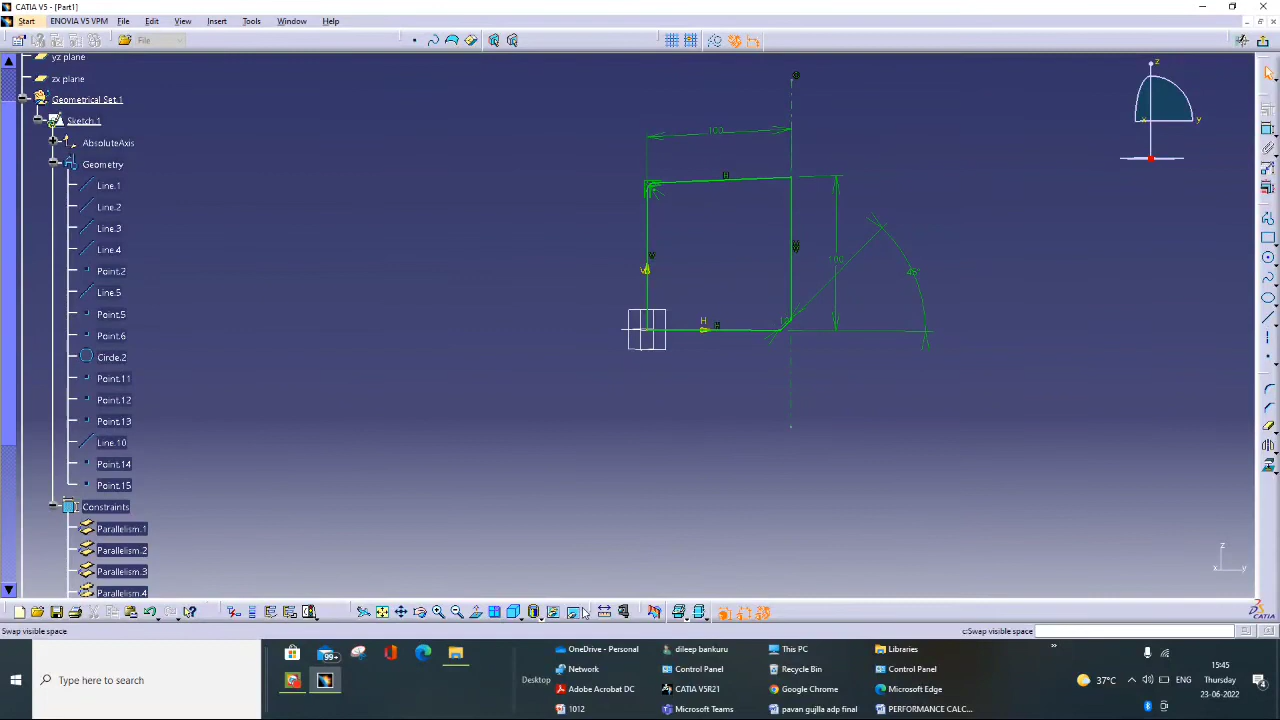 CATIA V5 - [Part1]
Start ENOVIA V5 VPM File Edit View Insert Tools Window Help
File
yz plane
zx plane
Geometrical Set.1
Sketch.1
AbsoluteAxis
Geometry
Line.1
Line.2
Line.3
Line.4
Point.2
Line.5
Point.5
Point.6
Circle.2
Point.11
Point.12
Point.13
Line.10
Point.14
Point.15
Constraints
Parallelism.1
Parallelism.2
Parallelism.3
Parallelism.4
100
H
V
V
H
H
45°
z
x
y
z
x
y
CATIA
Swap visible space
c:Swap visible space
Type here to search
99+
Desktop
OneDrive - Personal
dileep bankuru
This PC
Libraries
Network
Control Panel
Recycle Bin
Control Panel
Adobe Acrobat DC
CATIA V5R21
Google Chrome
Microsoft Edge
1012
Microsoft Teams
pavan gujlla adp final
PERFORMANCE CALC...
37°C
ENG
15:45
Thursday
23-06-2022
4